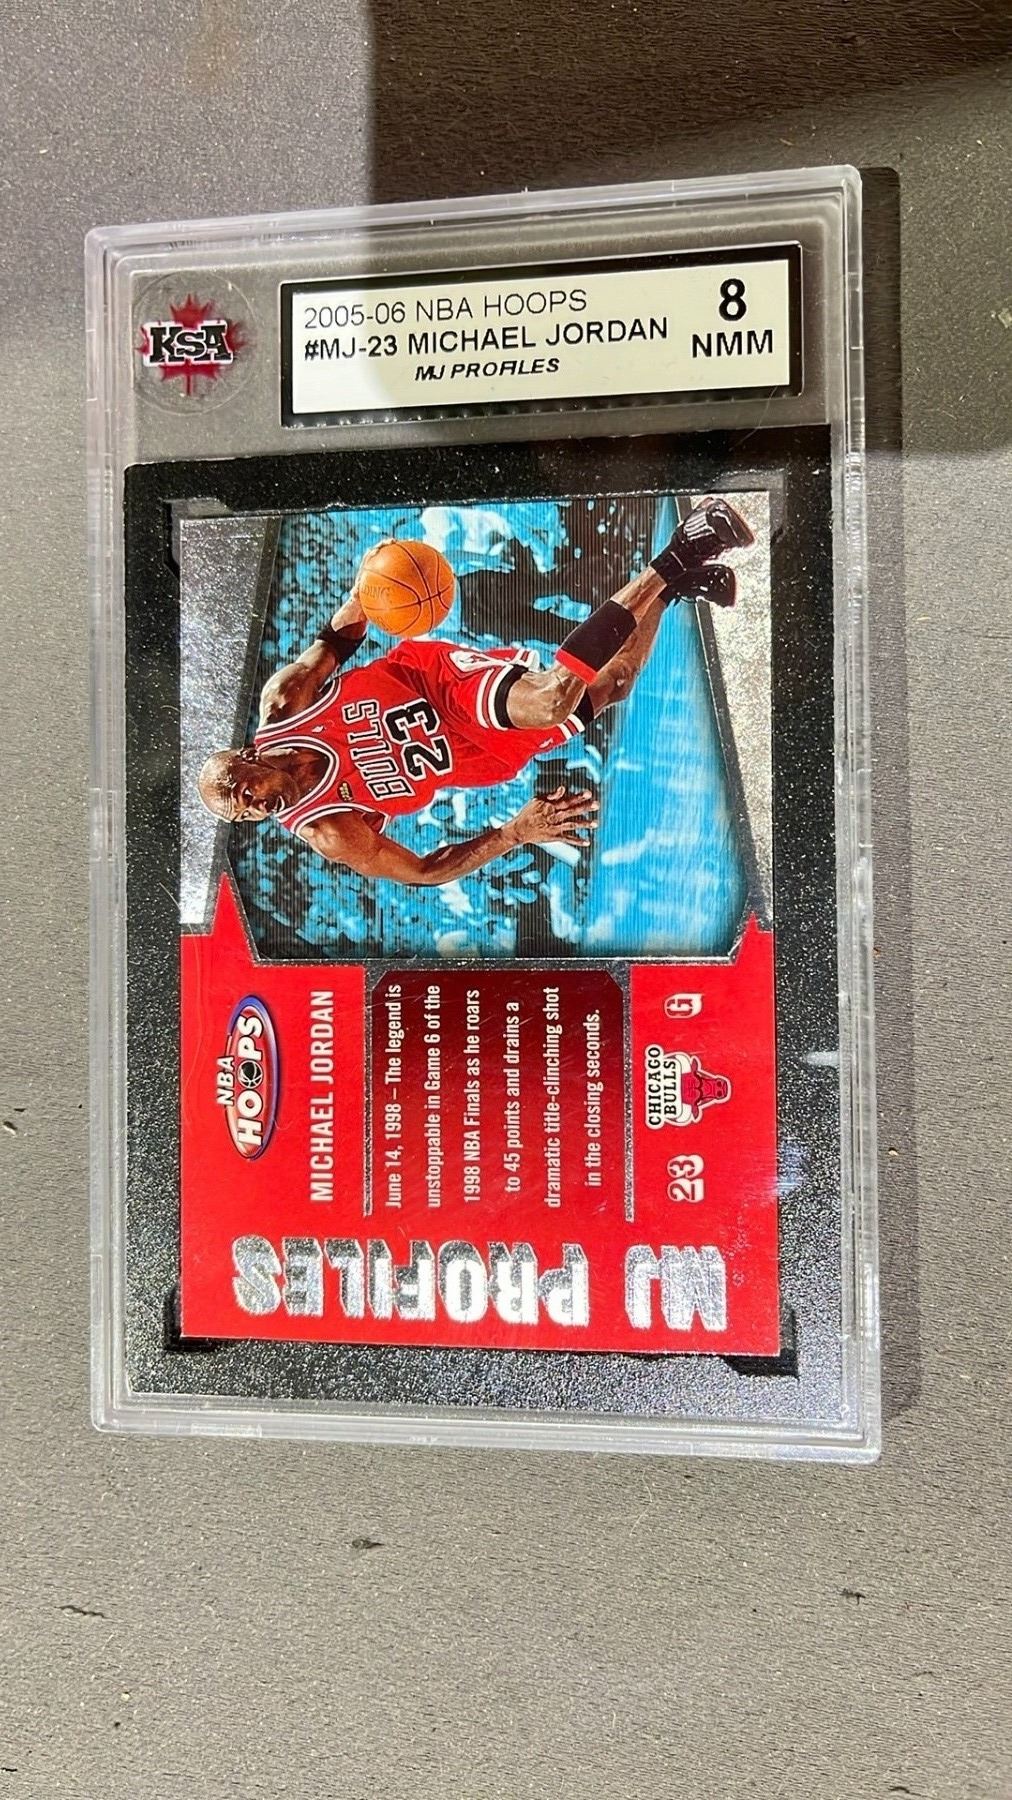 KSA
2005-06 NBA HOOPS
#MJ-23 MICHAEL JORDAN
MJ PROFILES
8
NMM
BULLS
23
NBA
HOOPS
MICHAEL JORDAN
June 14, 1998 – The legend is
unstoppable in Game 6 of the
1998 NBA Finals as he roars
to 45 points and drains a
dramatic title-clinching shot
in the closing seconds.
23
CHICAGO
BULLS
G
MJ PROFILES